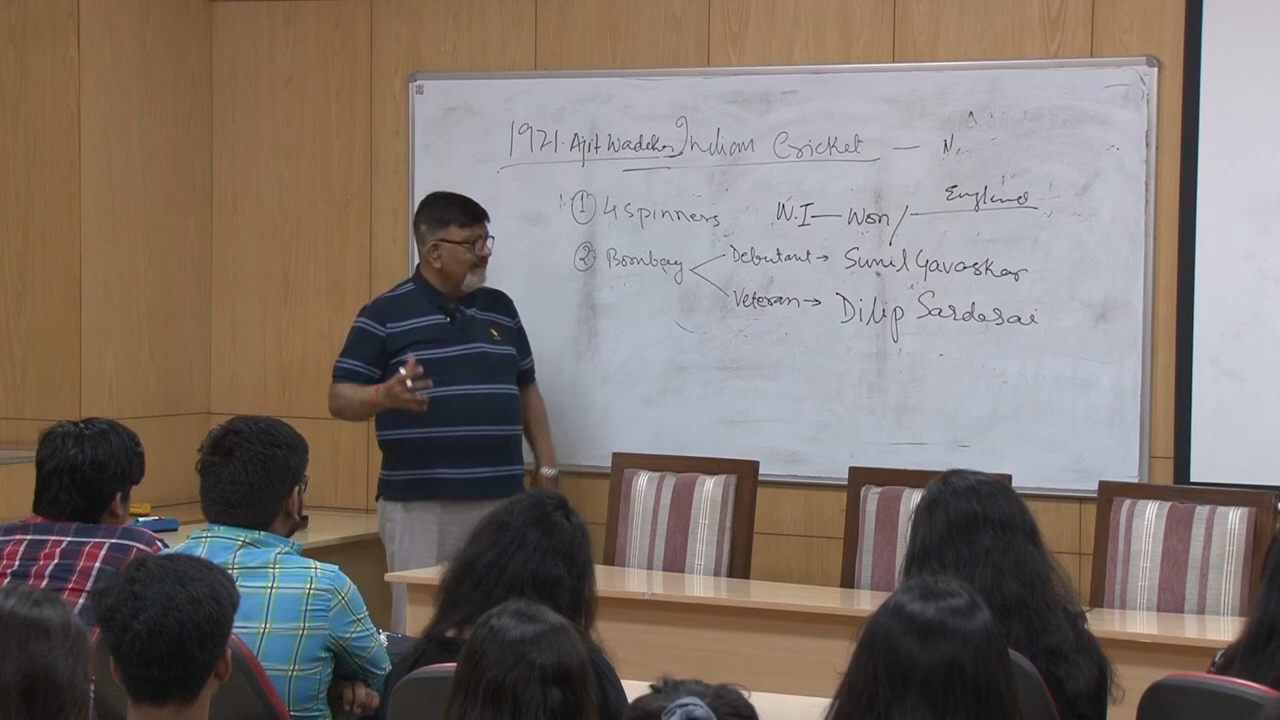 1971. Ajit Wadekar Indian Cricket — N.
① 4 Spinners W.I — Won / England
② Bombay Debutant → Sunil Gavaskar
Veteran → Dilip Sardesai